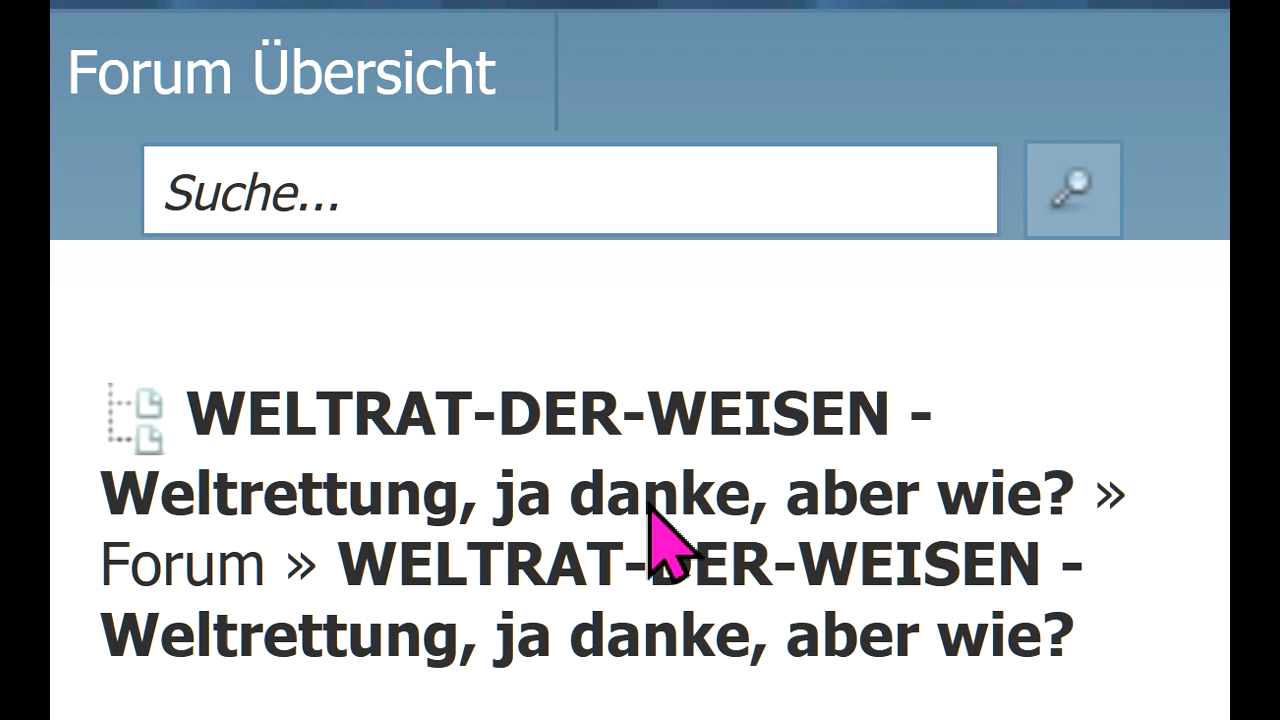 Forum Übersicht
Suche...
WELTRAT-DER-WEISEN -
Weltrettung, ja danke, aber wie? »
Forum » WELTRAT-DER-WEISEN -
Weltrettung, ja danke, aber wie?